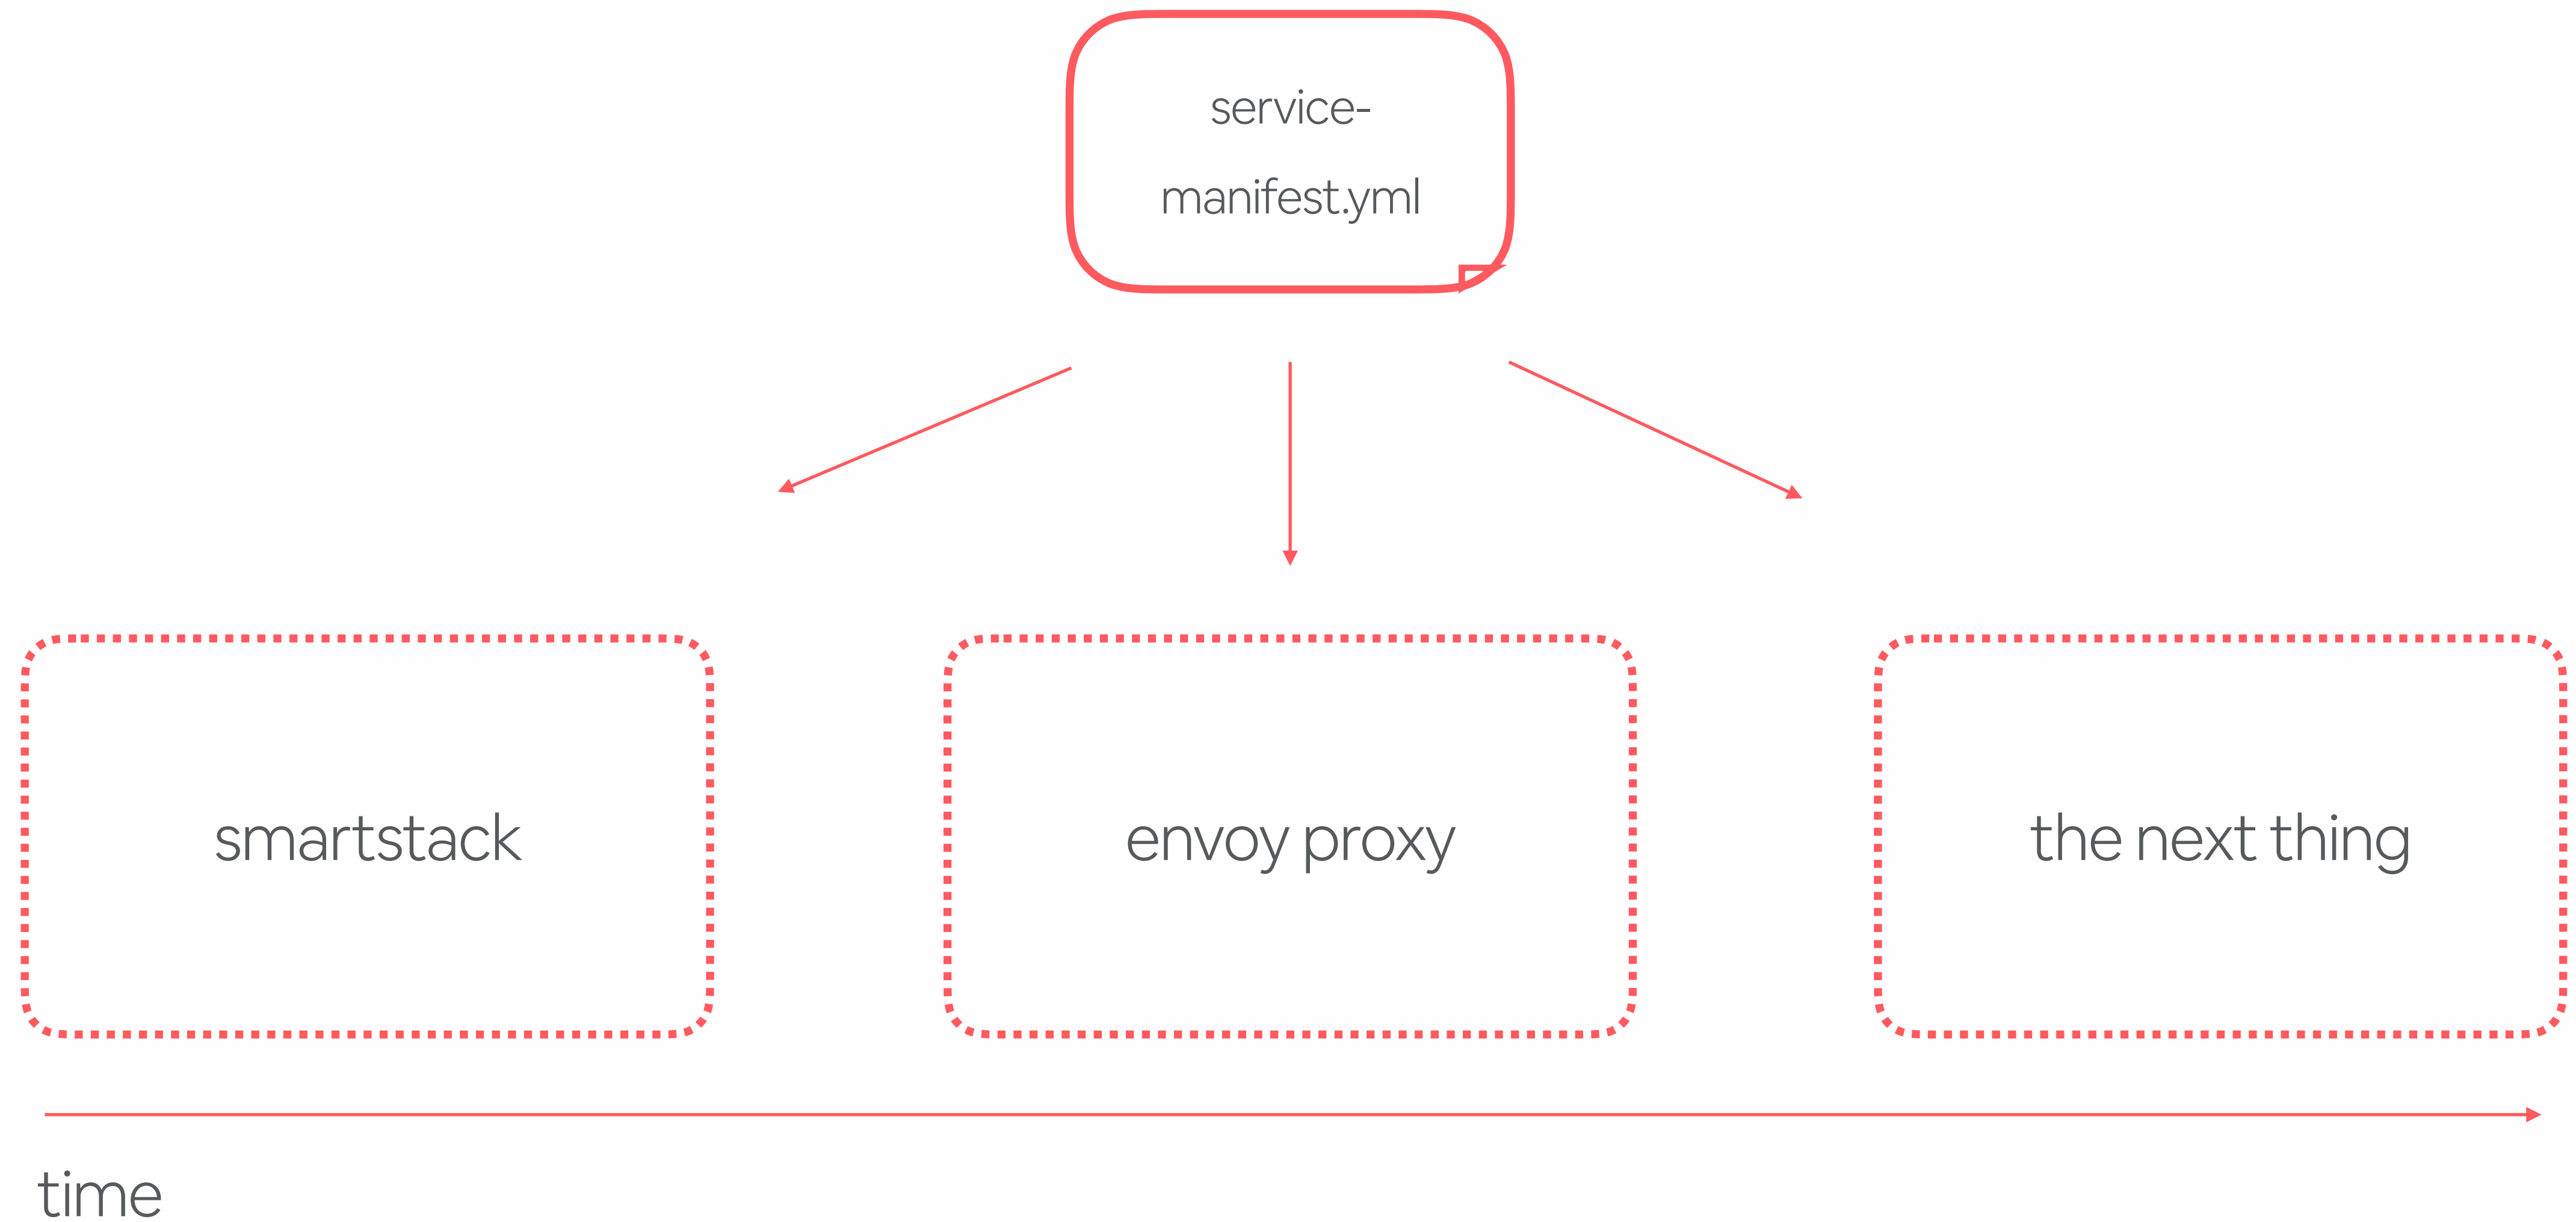 service-
manifest.yml
smartstack
envoy proxy
the next thing
time